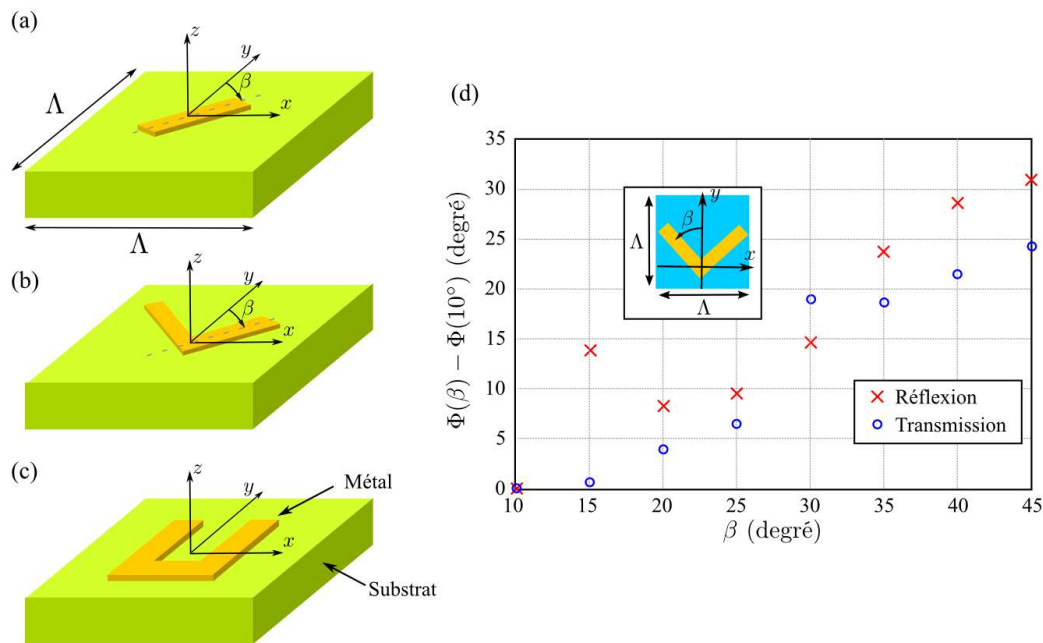 (a)
z
y
β
x
Λ
Λ
(b)
z
y
β
x
(c)
z
y
x
Métal
Substrat
(d)
Φ(β) − Φ(10°) (degré)
35
30
25
20
15
10
5
0
10
15
20
25
30
35
40
45
β (degré)
y
β
Λ
x
Λ
Réflexion
Transmission